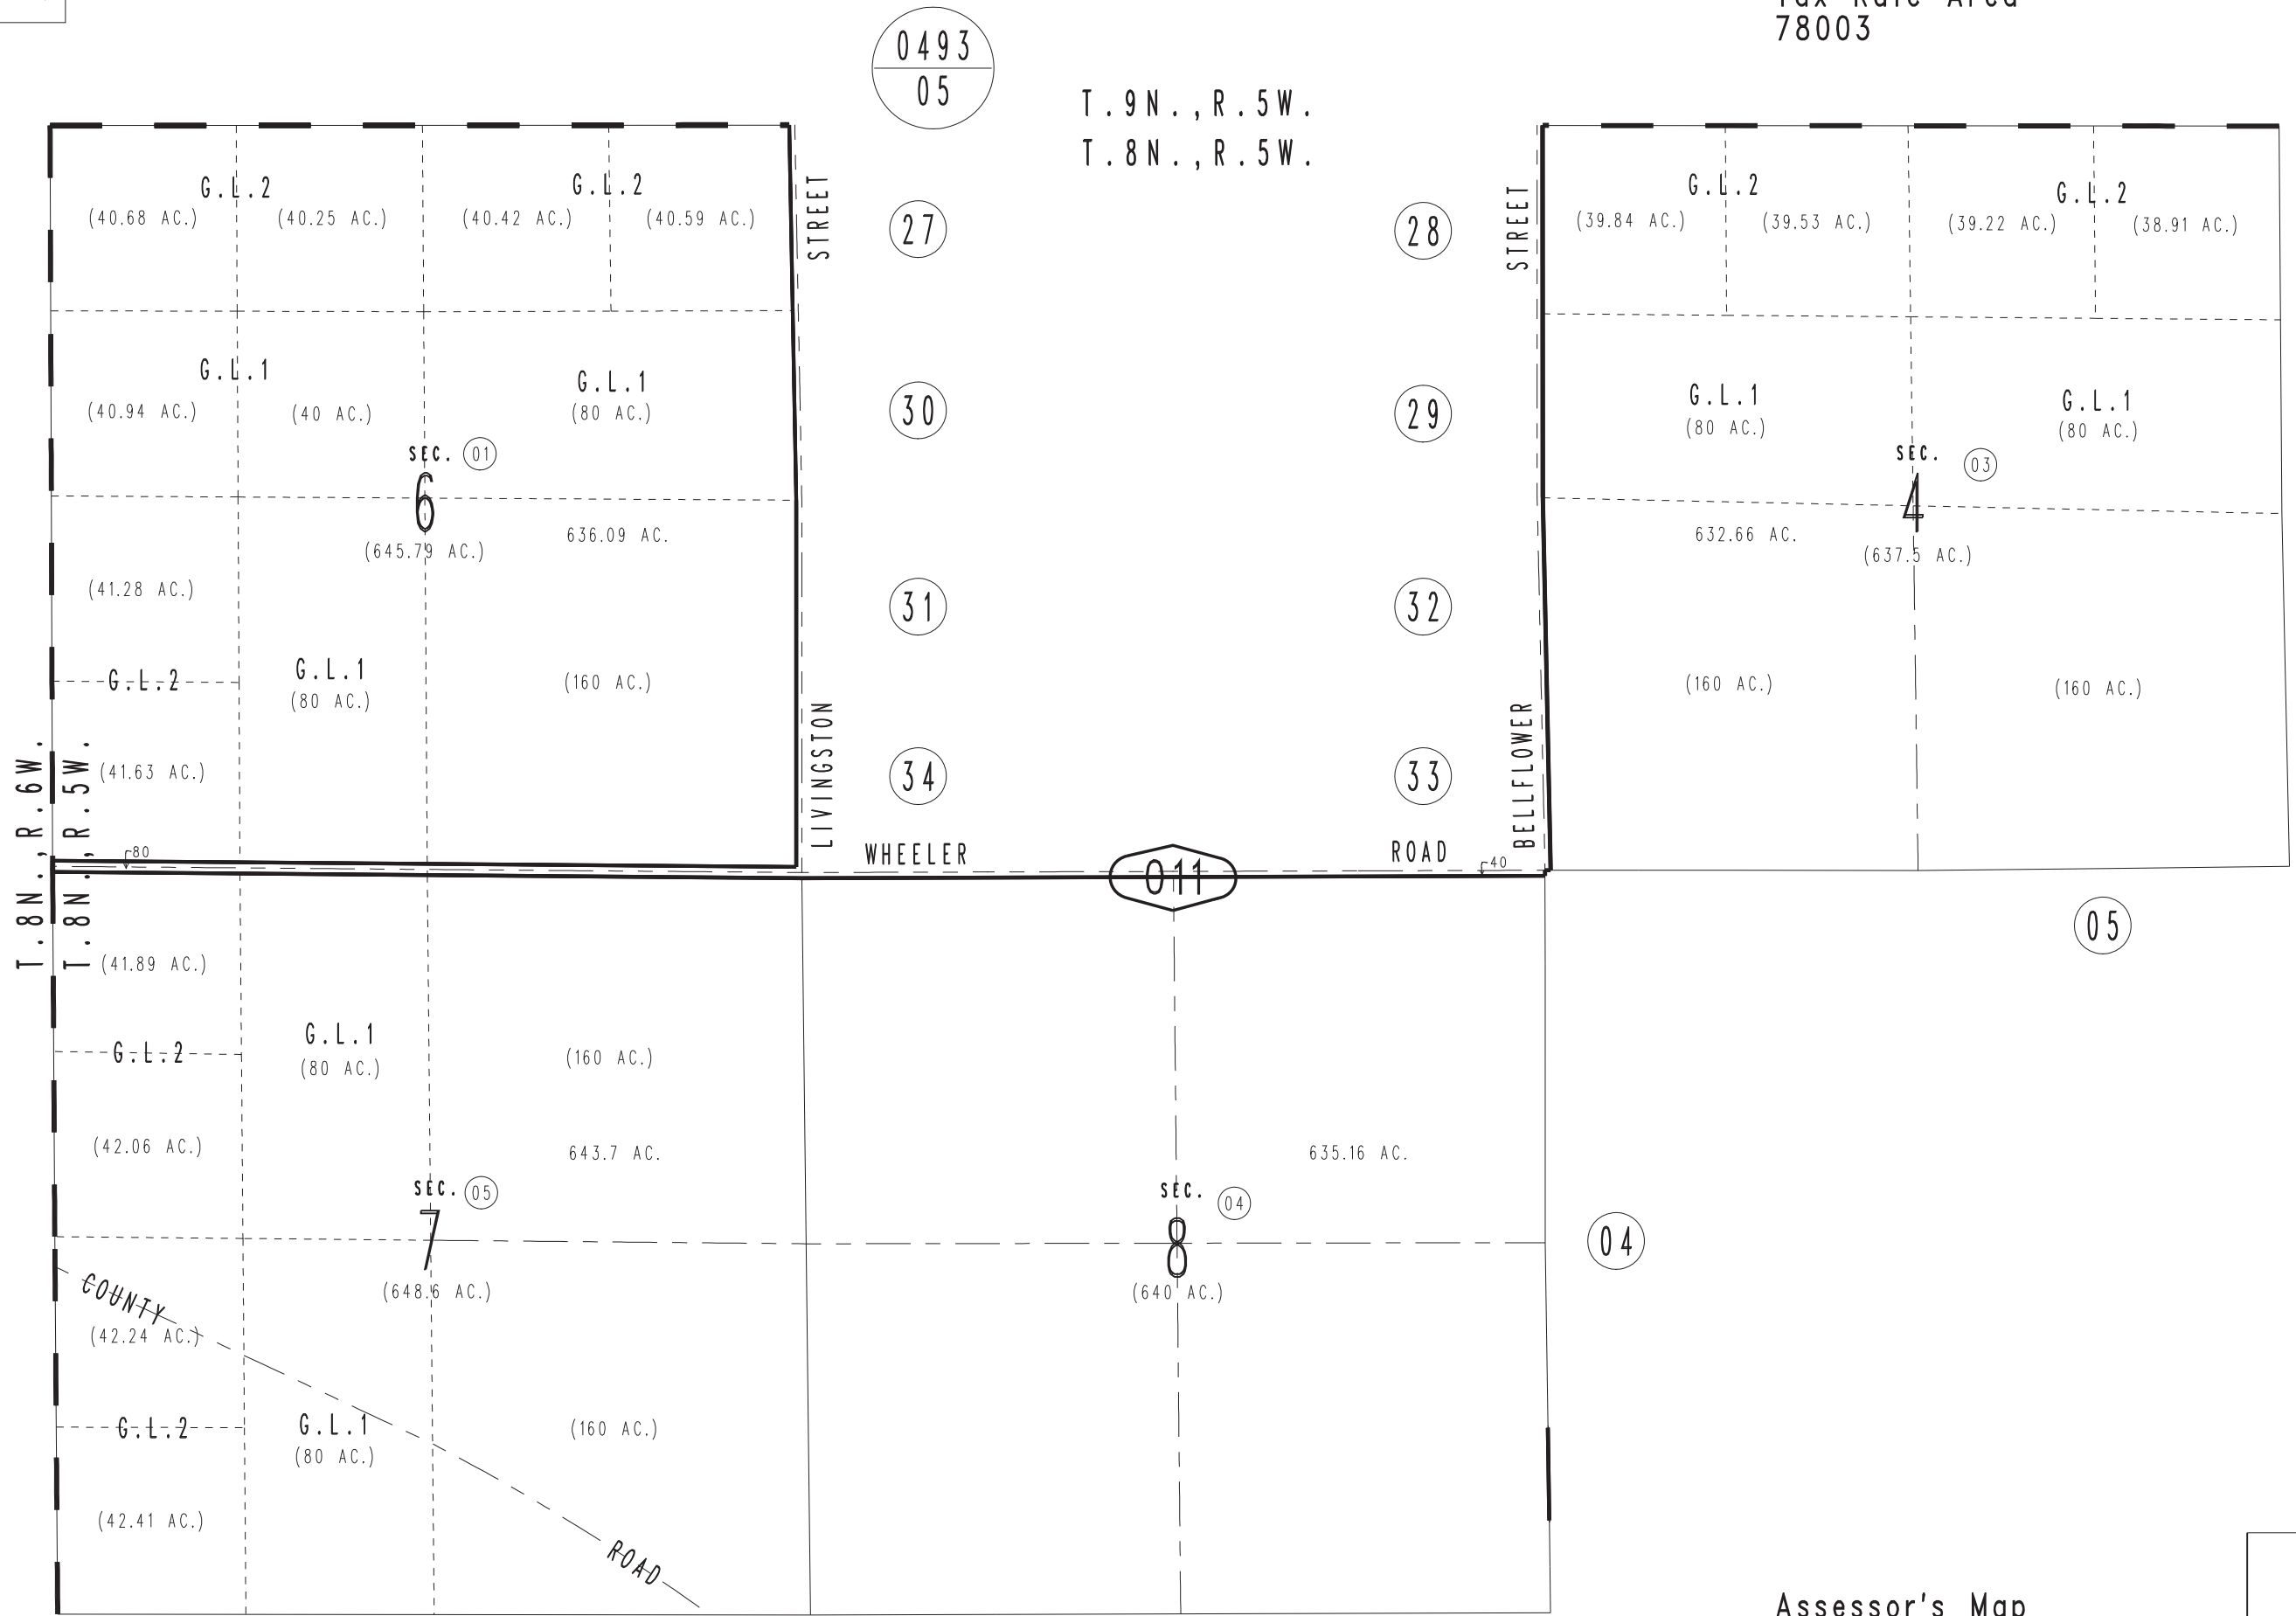 Tax Rate Area
78003
0493
05
T.9N.,R.5W.
T.8N.,R.5W.
G.L.2
(40.68 AC.)
(40.25 AC.)
G.L.2
(40.42 AC.)
(40.59 AC.)
STREET
27
28
STREET
G.L.2
(39.84 AC.)
(39.53 AC.)
G.L.2
(39.22 AC.)
(38.91 AC.)
G.L.1
(40.94 AC.)
(40 AC.)
G.L.1
(80 AC.)
30
29
G.L.1
(80 AC.)
G.L.1
(80 AC.)
SEC. 01
6
(645.79 AC.)
636.09 AC.
SEC. 03
4
632.66 AC.
(637.5 AC.)
(41.28 AC.)
31
32
G.L.2
G.L.1
(80 AC.)
(160 AC.)
(160 AC.)
(160 AC.)
(41.63 AC.)
LIVINGSTON
34
33
BELLFLOWER
T.8N.,R.6W.
T.8N.,R.5W.
80
WHEELER
ROAD
40
011
05
(41.89 AC.)
G.L.1
(80 AC.)
G.L.2
(160 AC.)
(42.06 AC.)
643.7 AC.
635.16 AC.
SEC. 05
7
(648.6 AC.)
SEC. 04
8
(640 AC.)
04
COUNTY
(42.24 AC.)
G.L.2
G.L.1
(80 AC.)
(160 AC.)
(42.41 AC.)
ROAD
Assessor's Map